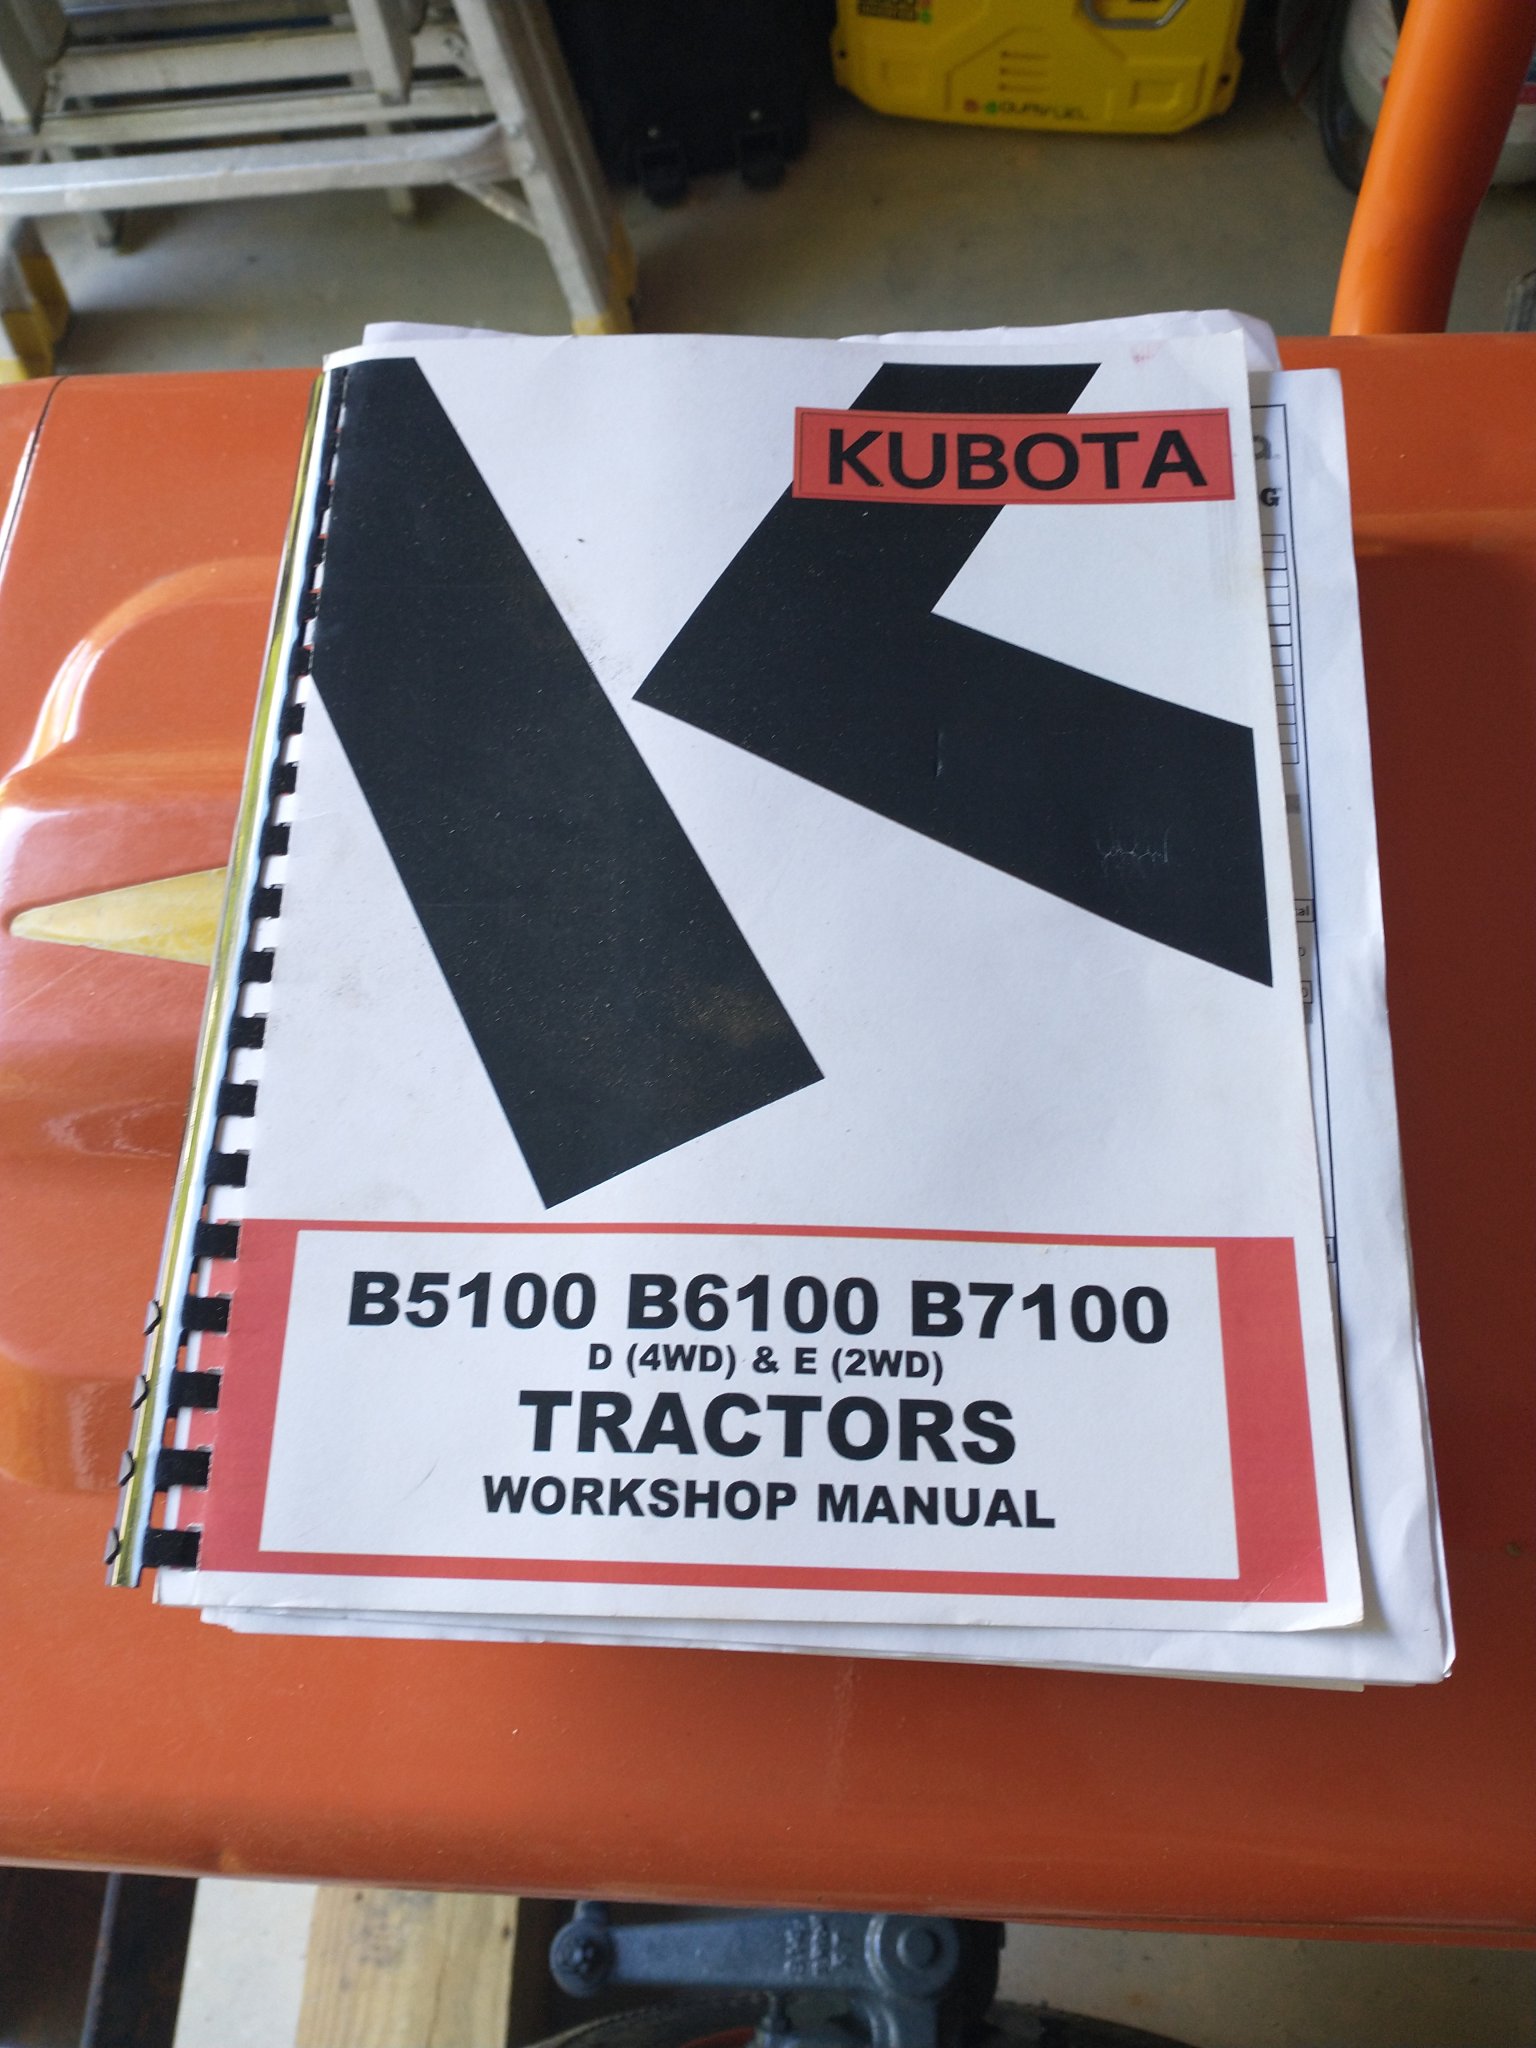 KUBOTA
G
B5100 B6100 B7100
D (4WD) & E (2WD)
TRACTORS
WORKSHOP MANUAL